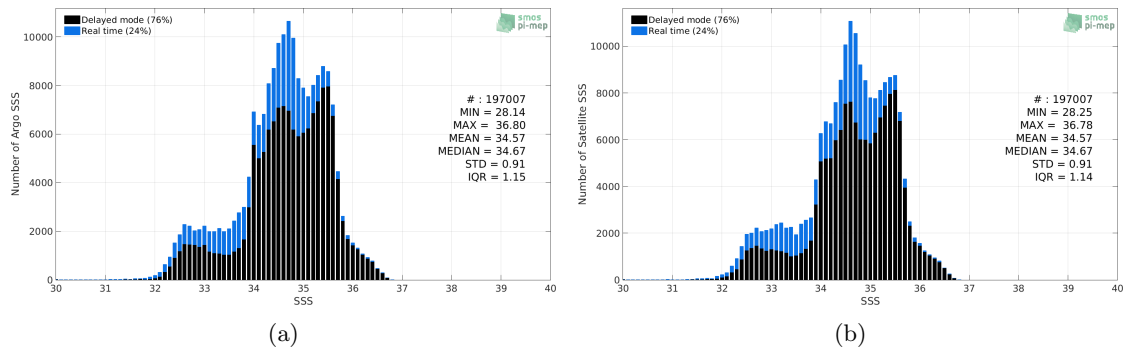 Delayed mode (76%)
Real time (24%)
smos
pi-mep
10000
8000
6000
4000
2000
0
Number of Argo SSS
# : 197007
MIN = 28.14
MAX = 36.80
MEAN = 34.57
MEDIAN = 34.67
STD = 0.91
IQR = 1.15
30 31 32 33 34 35 36 37 38 39 40
SSS
(a)
Delayed mode (76%)
Real time (24%)
smos
pi-mep
10000
8000
6000
4000
2000
0
Number of Satellite SSS
# : 197007
MIN = 28.25
MAX = 36.78
MEAN = 34.57
MEDIAN = 34.67
STD = 0.91
IQR = 1.14
30 31 32 33 34 35 36 37 38 39 40
SSS
(b)